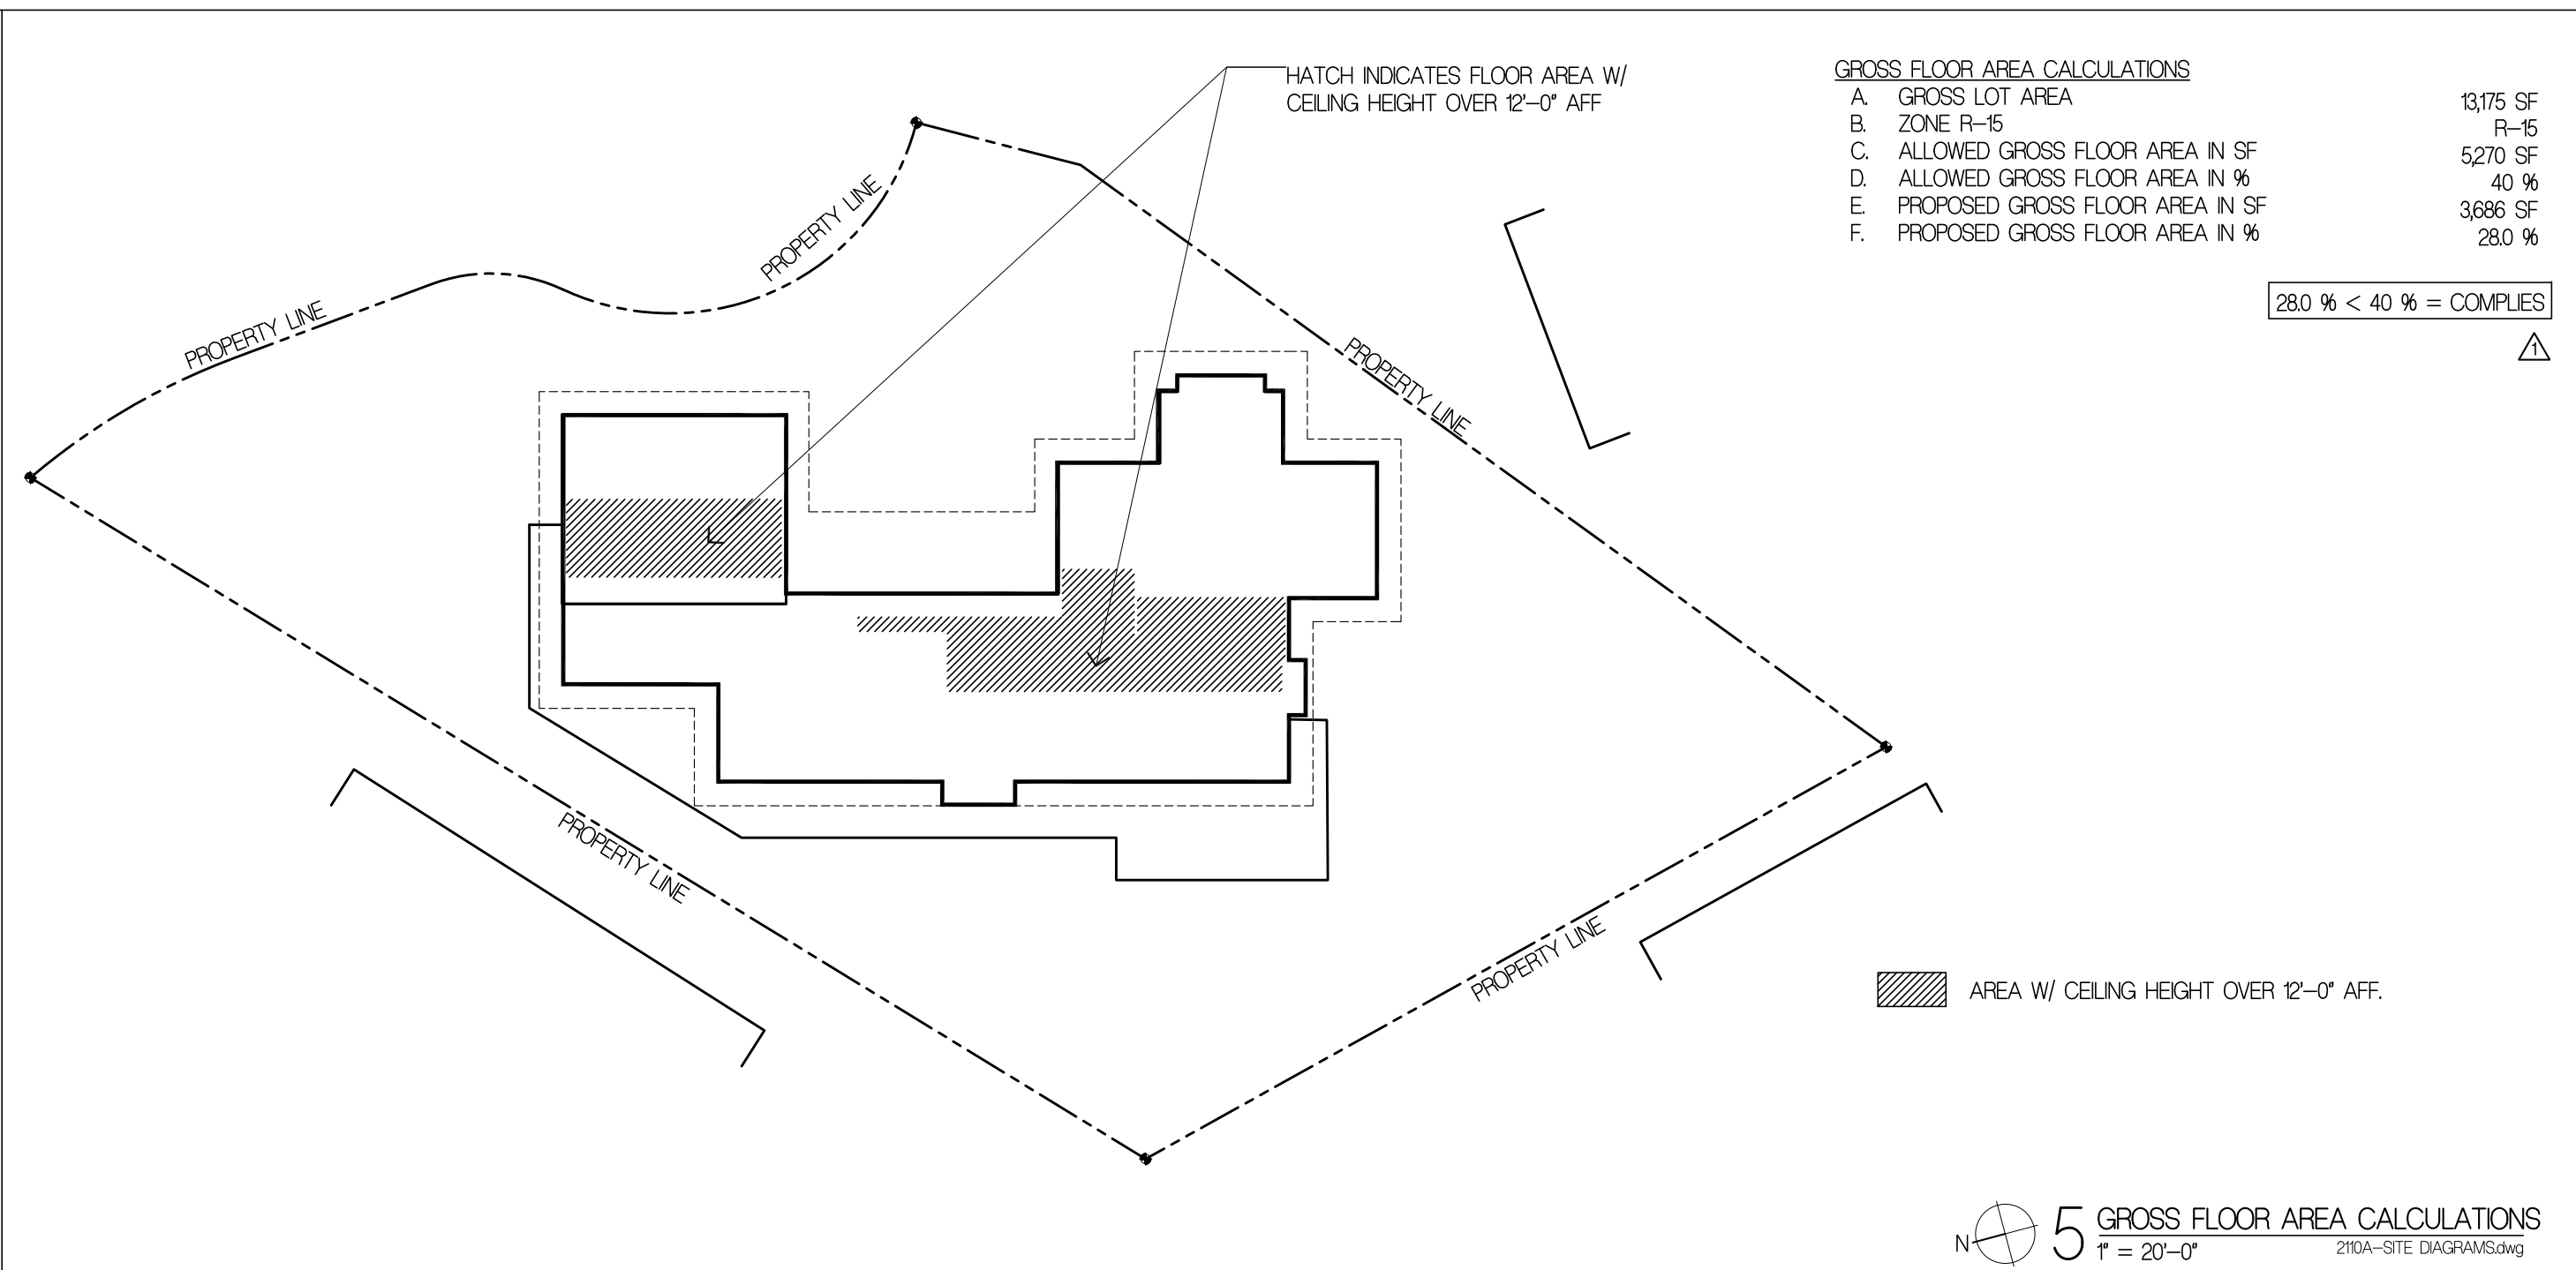 HATCH INDICATES FLOOR AREA W/
CEILING HEIGHT OVER 12'-0" AFF
GROSS FLOOR AREA CALCULATIONS
A. GROSS LOT AREA 13,175 SF
B. ZONE R-15 R-15
C. ALLOWED GROSS FLOOR AREA IN SF 5,270 SF
D. ALLOWED GROSS FLOOR AREA IN % 40 %
E. PROPOSED GROSS FLOOR AREA IN SF 3,686 SF
F. PROPOSED GROSS FLOOR AREA IN % 28.0 %
28.0 % < 40 % = COMPLIES
1
PROPERTY LINE
PROPERTY LINE
PROPERTY LINE
PROPERTY LINE
PROPERTY LINE
AREA W/ CEILING HEIGHT OVER 12'-0" AFF.
N
5 GROSS FLOOR AREA CALCULATIONS
1" = 20'-0" 2110A-SITE DIAGRAMS.dwg